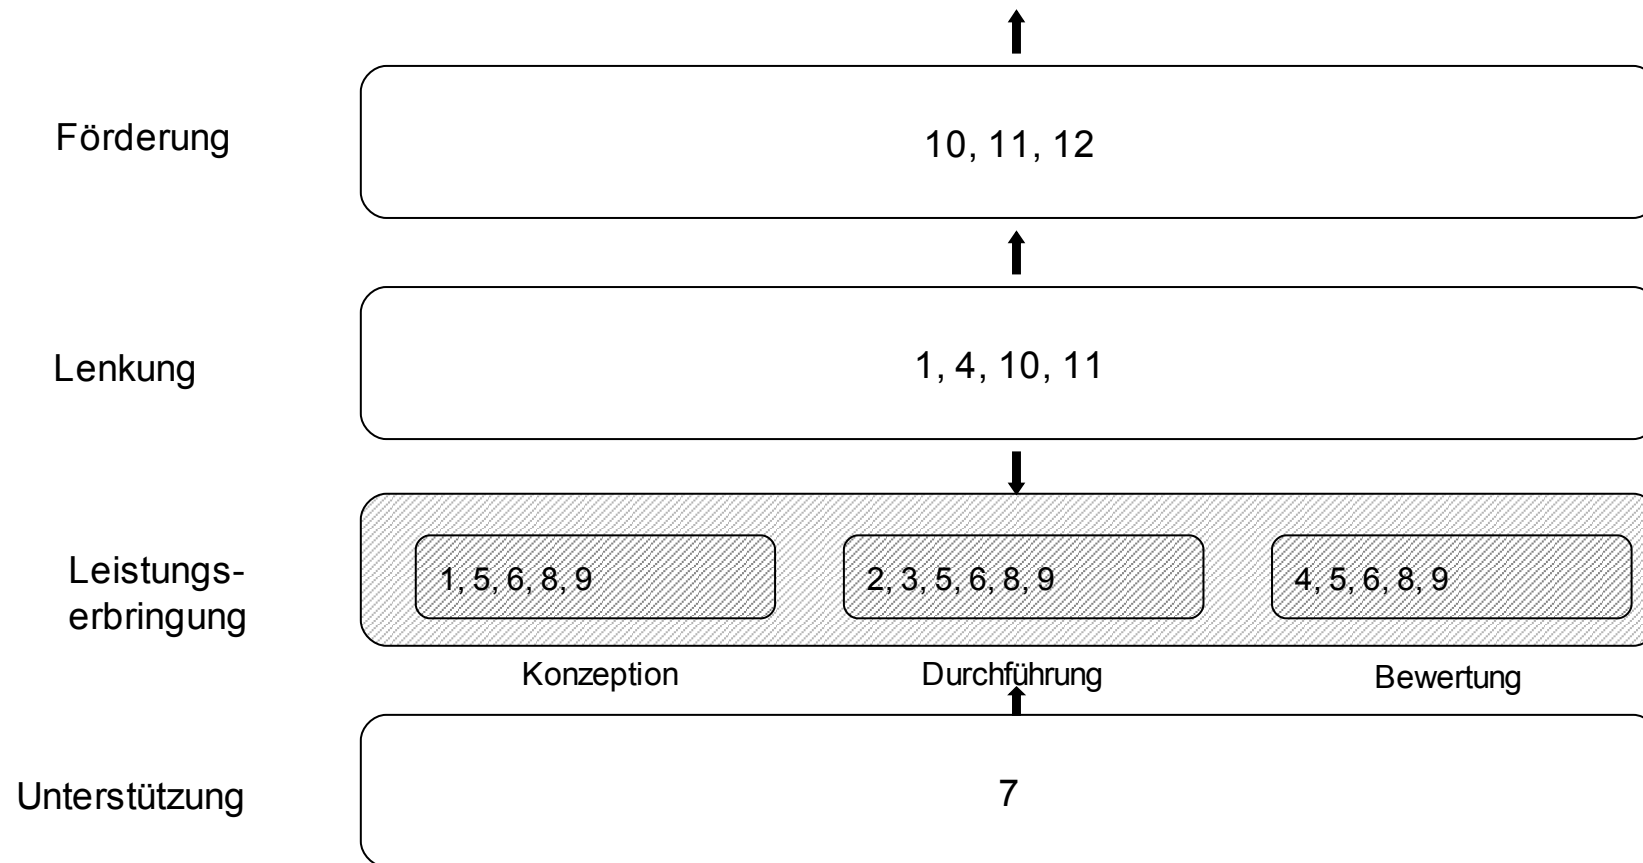 Förderung
10, 11, 12
Lenkung
1, 4, 10, 11
Leistungs-
erbringung
1, 5, 6, 8, 9
2, 3, 5, 6, 8, 9
4, 5, 6, 8, 9
Konzeption
Durchführung
Bewertung
Unterstützung
7